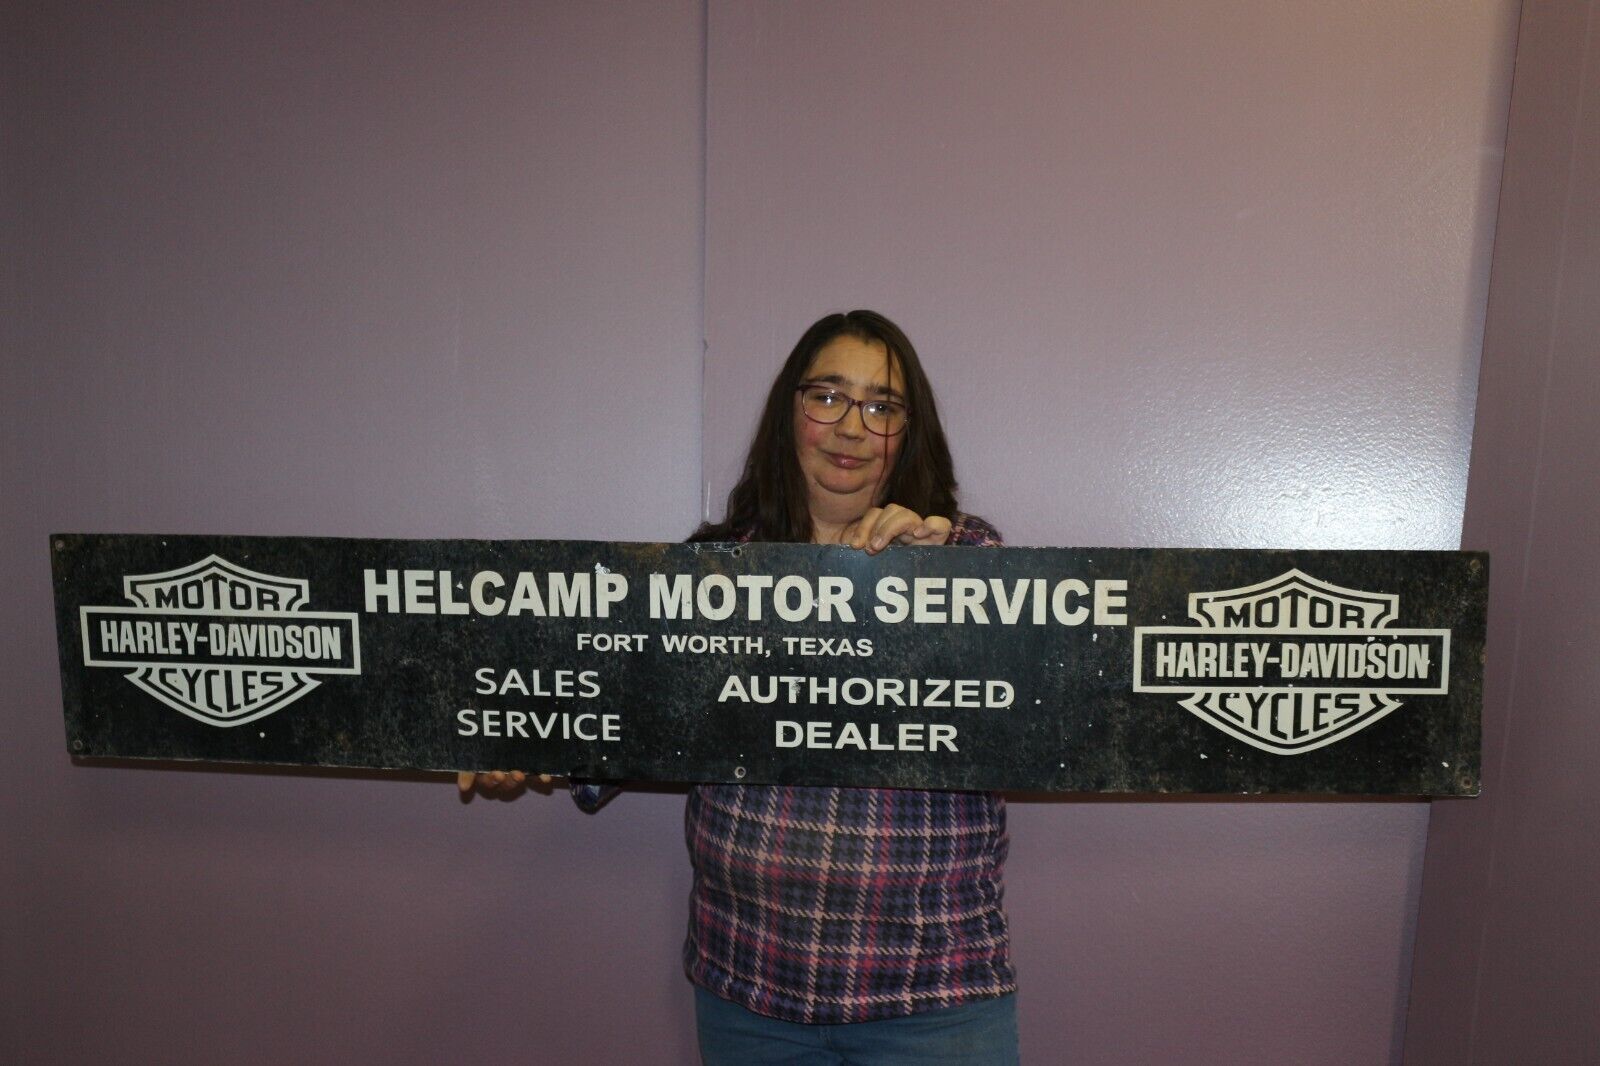 MOTOR
HARLEY-DAVIDSON
CYCLES
HELCAMP MOTOR SERVICE
FORT WORTH, TEXAS
SALES
SERVICE
AUTHORIZED
DEALER
MOTOR
HARLEY-DAVIDSON
CYCLES